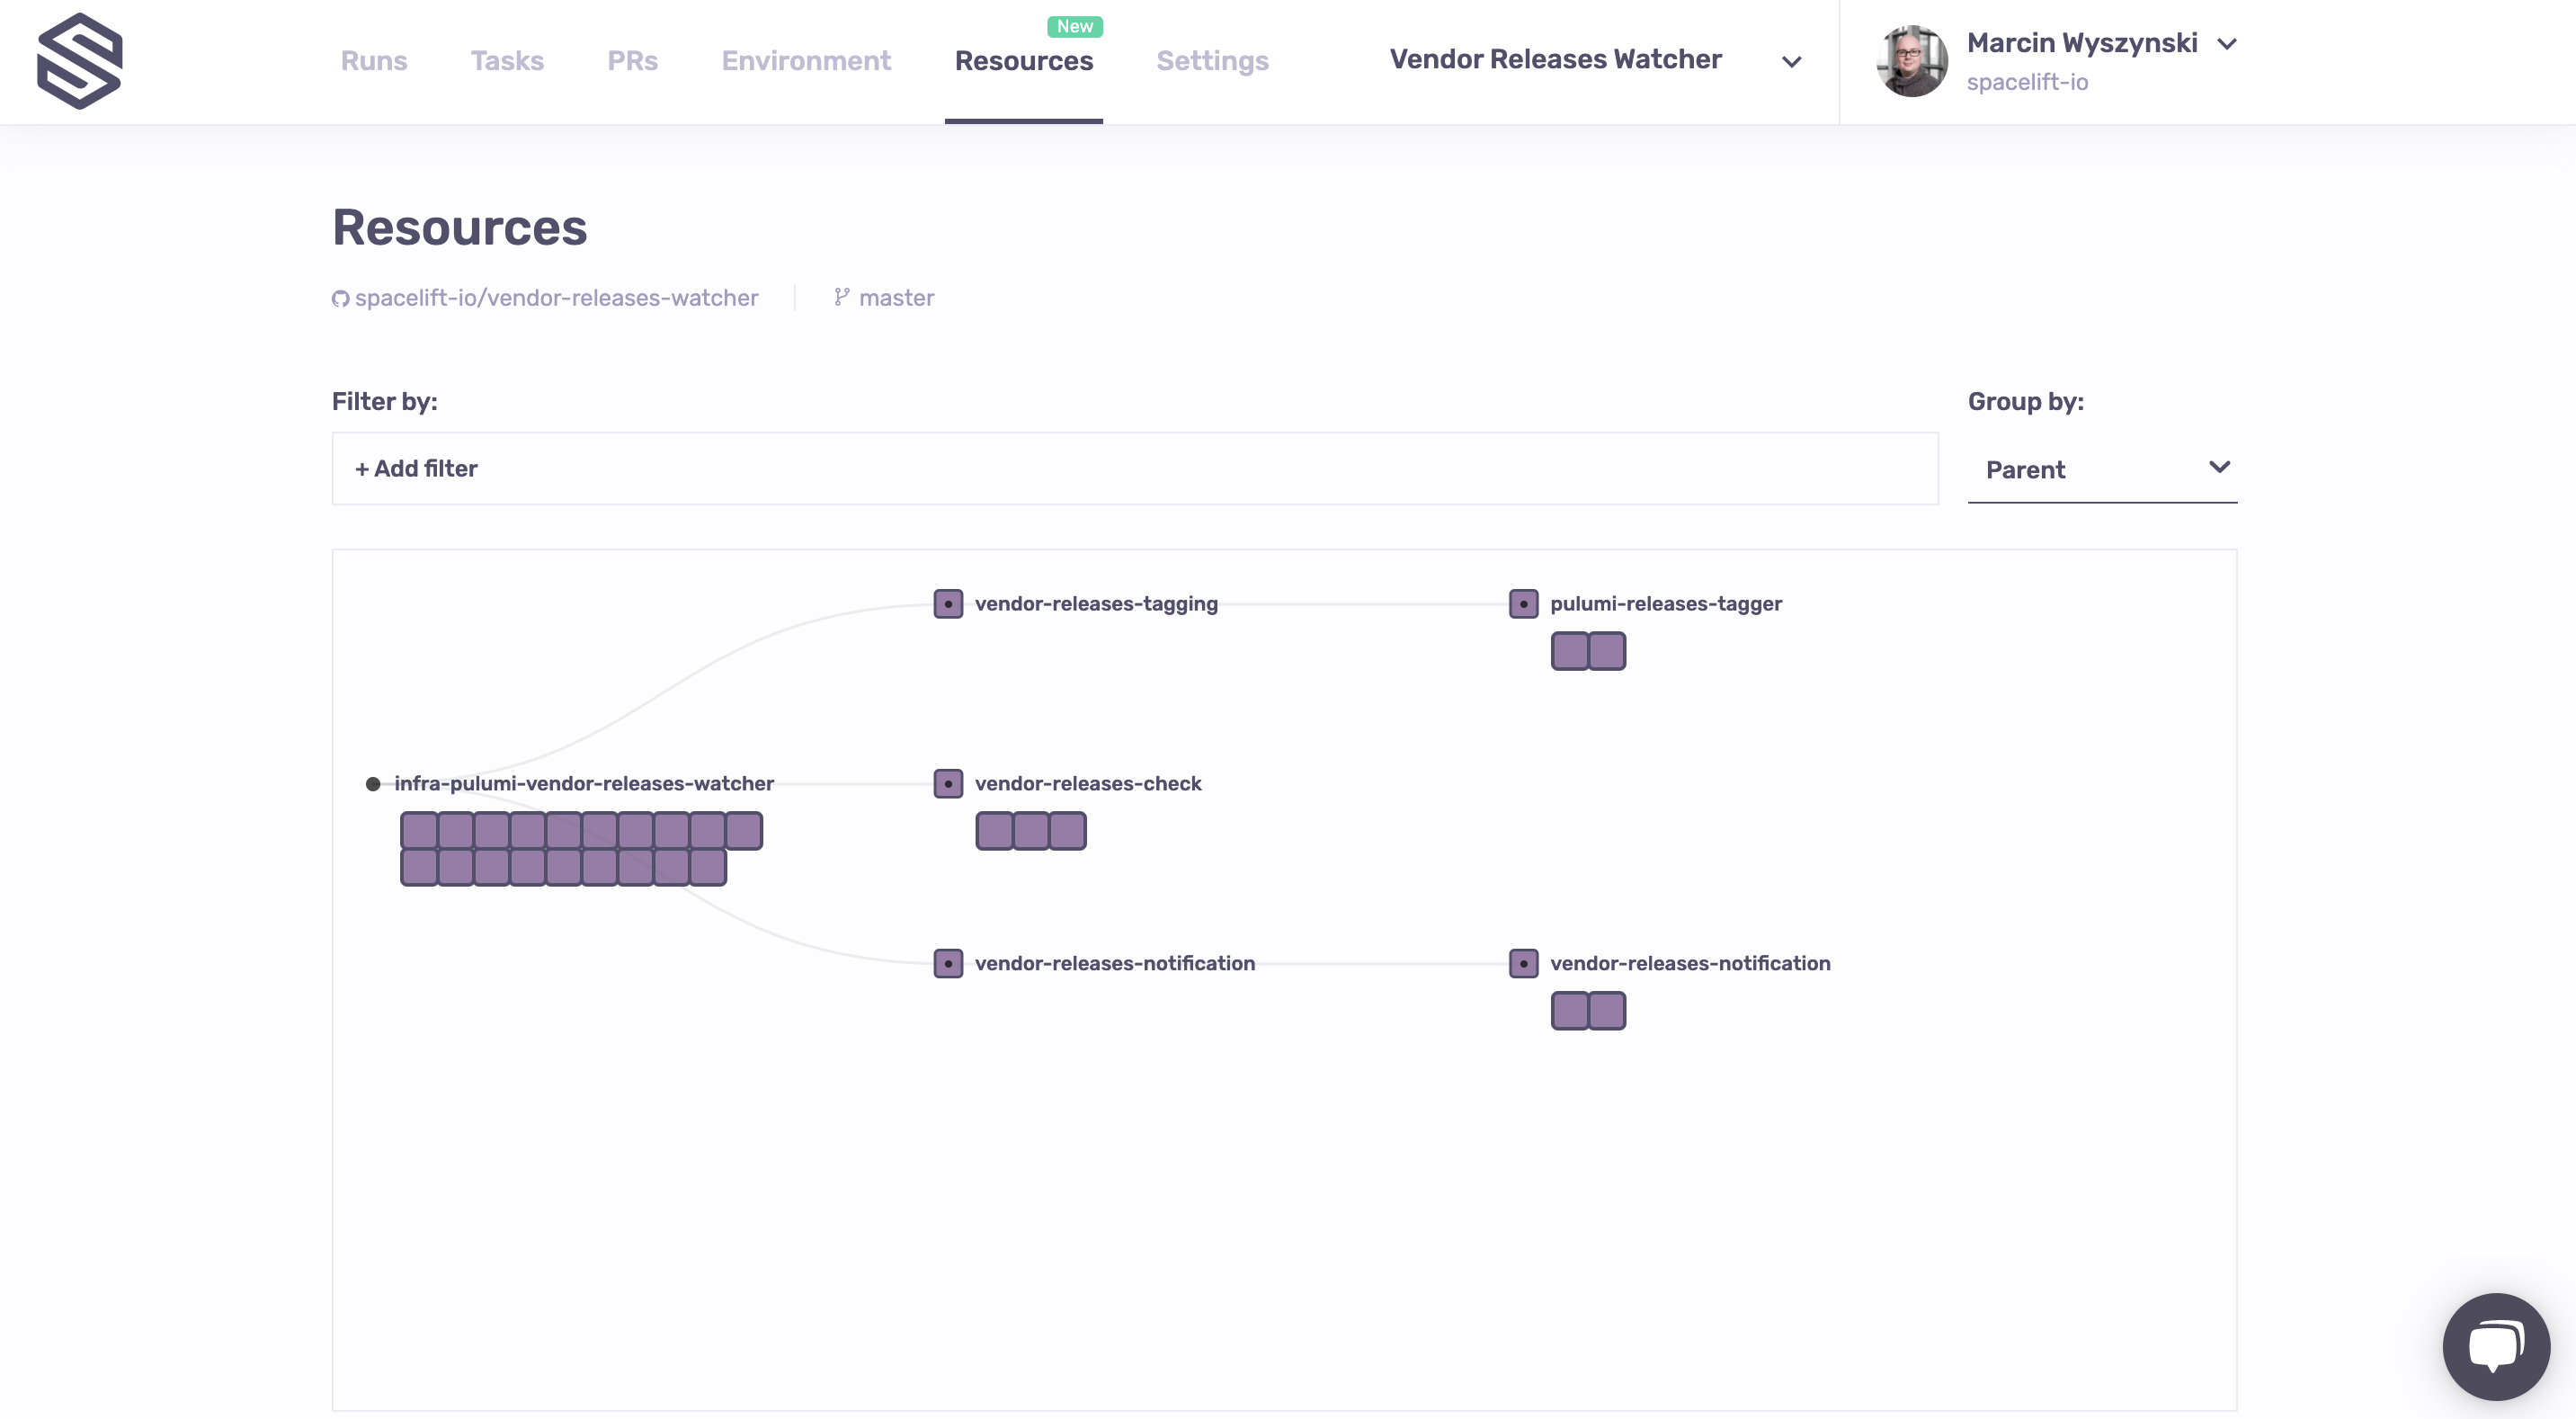 New
Runs Tasks PRs Environment Resources Settings Vendor Releases Watcher Marcin Wyszynski
spacelift-io
Resources
spacelift-io/vendor-releases-watcher master
Filter by: Group by:
+ Add filter Parent
vendor-releases-tagging pulumi-releases-tagger
infra-pulumi-vendor-releases-watcher vendor-releases-check
vendor-releases-notification vendor-releases-notification